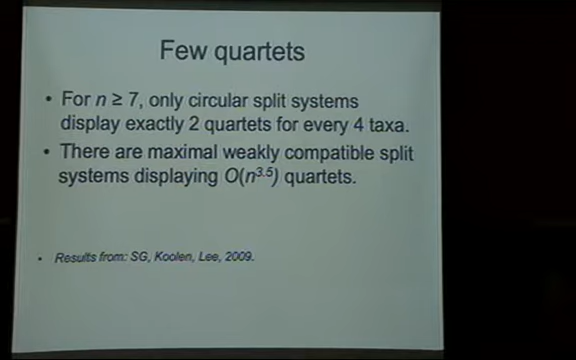 Few quartets
• For n ≥ 7, only circular split systems
display exactly 2 quartets for every 4 taxa.
• There are maximal weakly compatible split
systems displaying O(n^3.5) quartets.
• Results from: SG, Koolen, Lee, 2009.